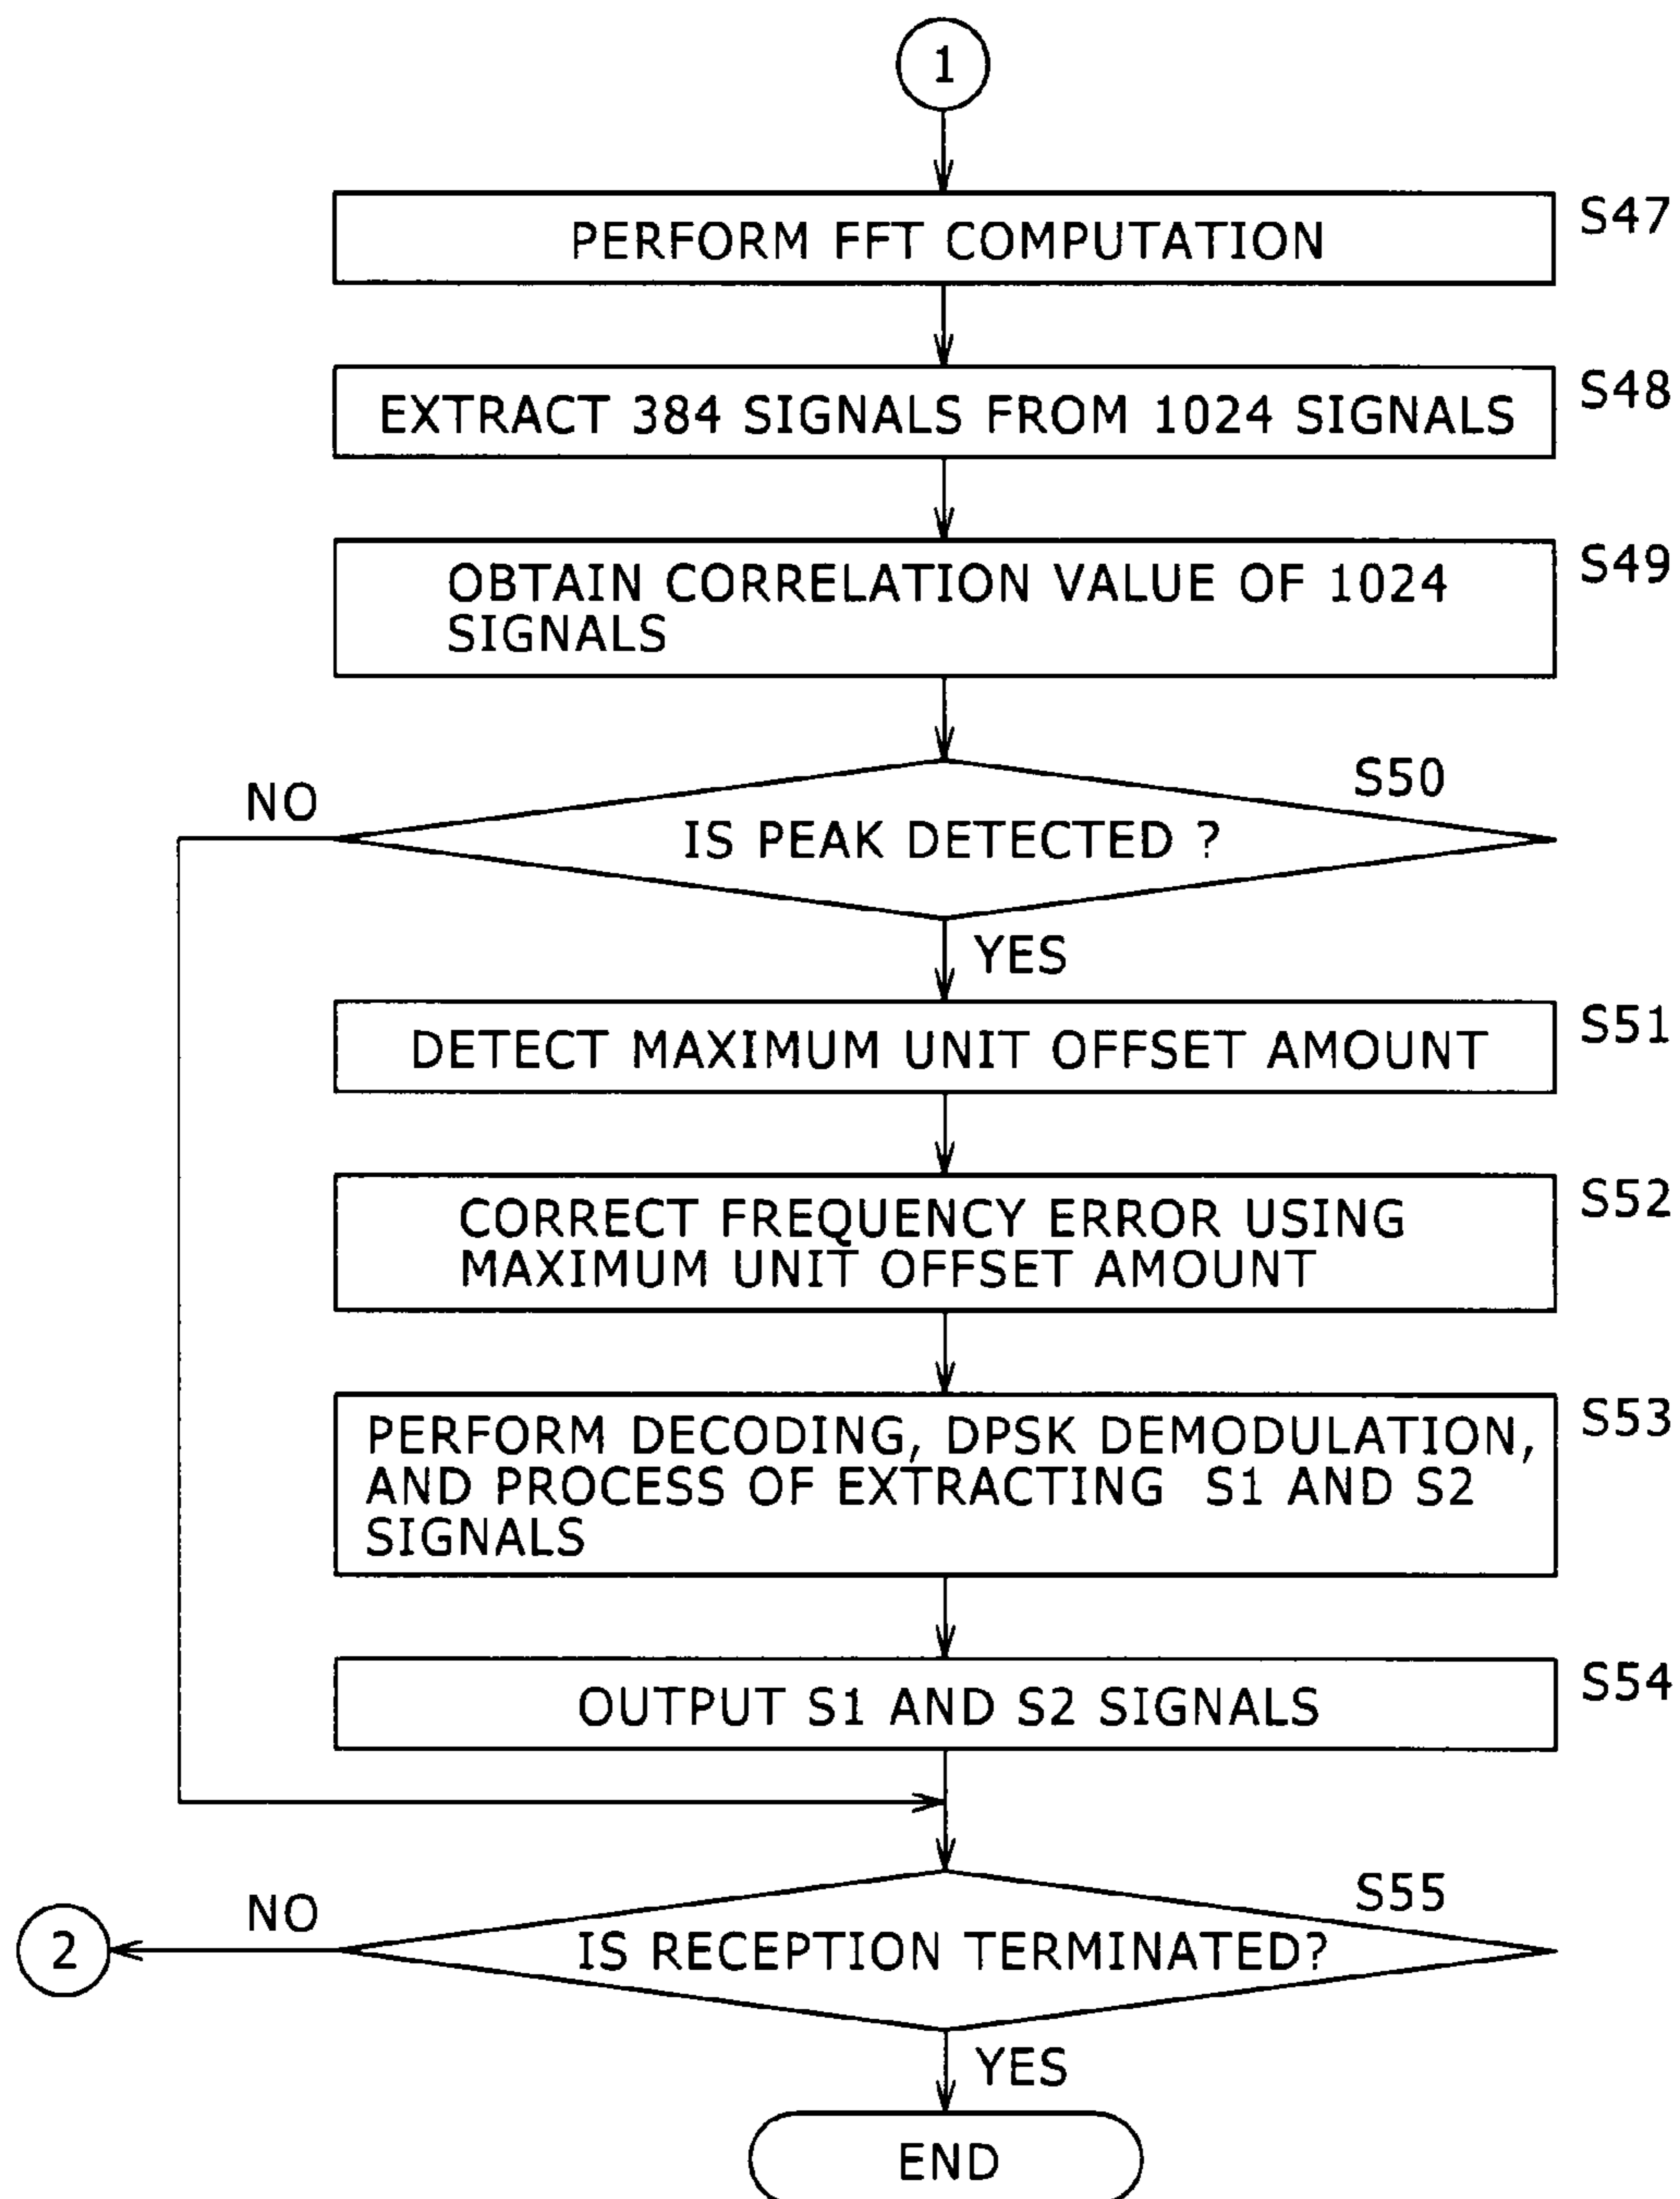 1
PERFORM FFT COMPUTATION
S47
EXTRACT 384 SIGNALS FROM 1024 SIGNALS
S48
OBTAIN CORRELATION VALUE OF 1024
SIGNALS
S49
S50
NO
IS PEAK DETECTED ?
YES
DETECT MAXIMUM UNIT OFFSET AMOUNT
S51
CORRECT FREQUENCY ERROR USING
MAXIMUM UNIT OFFSET AMOUNT
S52
PERFORM DECODING, DPSK DEMODULATION,
AND PROCESS OF EXTRACTING S1 AND S2
SIGNALS
S53
OUTPUT S1 AND S2 SIGNALS
S54
S55
NO
2
IS RECEPTION TERMINATED?
YES
END